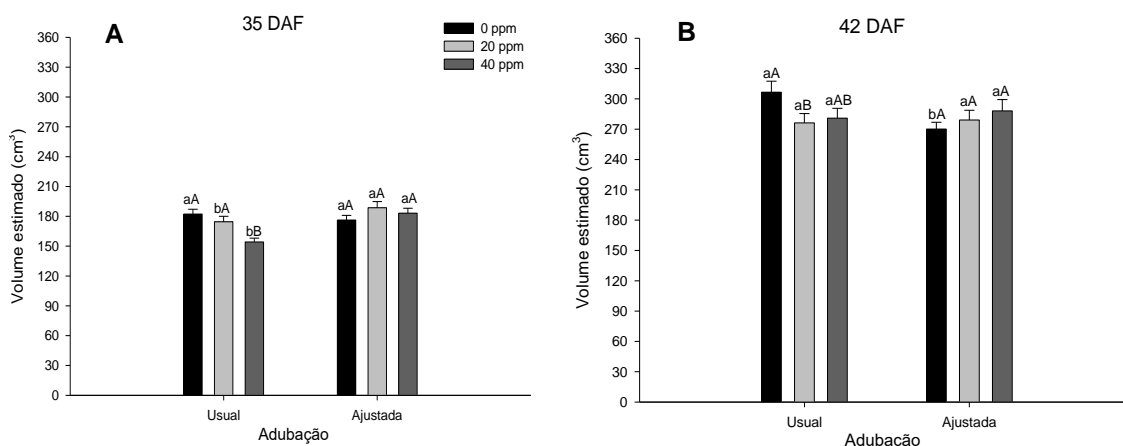 A
35 DAF
0 ppm
20 ppm
40 ppm
Volume estimado (cm³)
360
330
300
270
240
210
180
150
120
90
60
30
0
aA
bA
bB
aA
aA
aA
Usual
Ajustada
Adubação
B
42 DAF
Volume estimado (cm³)
360
330
300
270
240
210
180
150
120
90
60
30
0
aA
aB
aAB
bA
aA
aA
Usual
Ajustada
Adubação